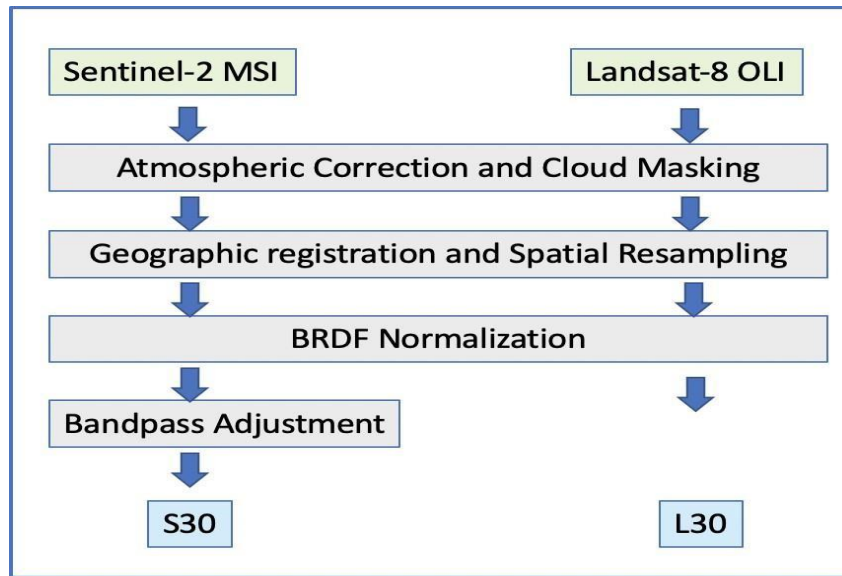 Sentinel-2 MSI
Landsat-8 OLI
Atmospheric Correction and Cloud Masking
Geographic registration and Spatial Resampling
BRDF Normalization
Bandpass Adjustment
S30
L30